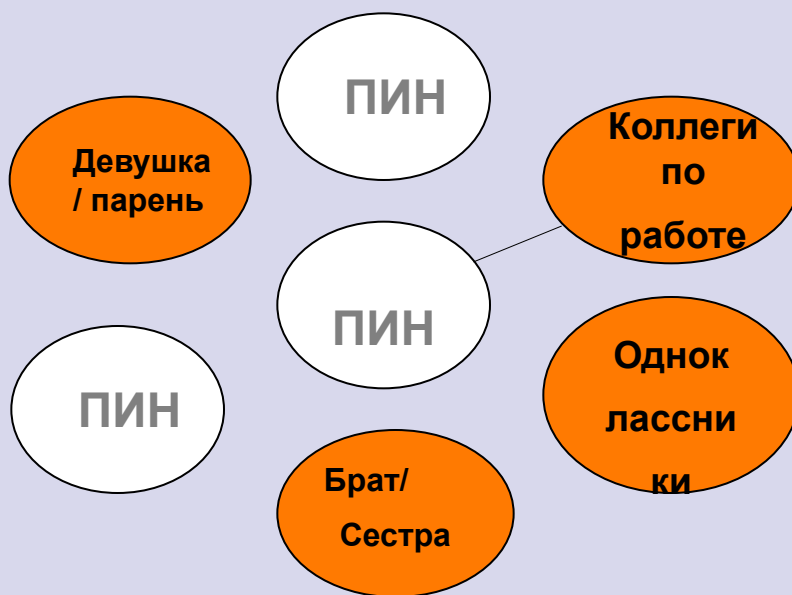 ПИН
Девушка
/ парень
Коллеги
по
работе
ПИН
Однок
лассни
ки
ПИН
Брат/
Сестра